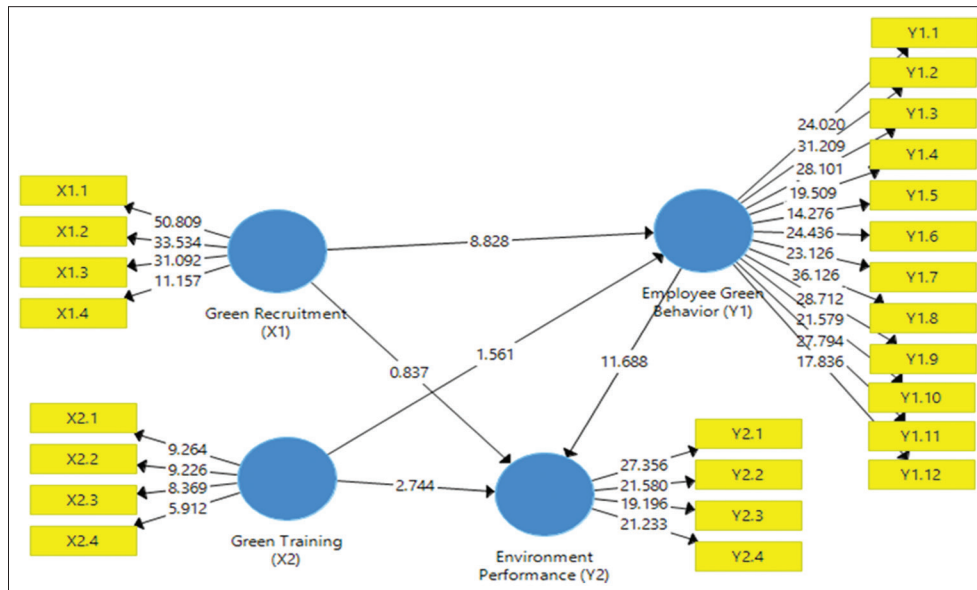 Y1.1
Y1.2
Y1.3
Y1.4
Y1.5
Y1.6
Y1.7
Y1.8
Y1.9
Y1.10
Y1.11
Y1.12
24.020
31.209
28.101
19.509
14.276
24.436
23.126
36.126
28.712
21.579
27.794
17.836
X1.1
X1.2
X1.3
X1.4
50.809
33.534
31.092
11.157
8.828
Green Recruitment
(X1)
Employee Green
Behavior (Y1)
0.837
1.561
11.688
X2.1
X2.2
X2.3
X2.4
9.264
9.226
8.369
5.912
2.744
Green Training
(X2)
Environment
Performance (Y2)
27.356
21.580
19.196
21.233
Y2.1
Y2.2
Y2.3
Y2.4